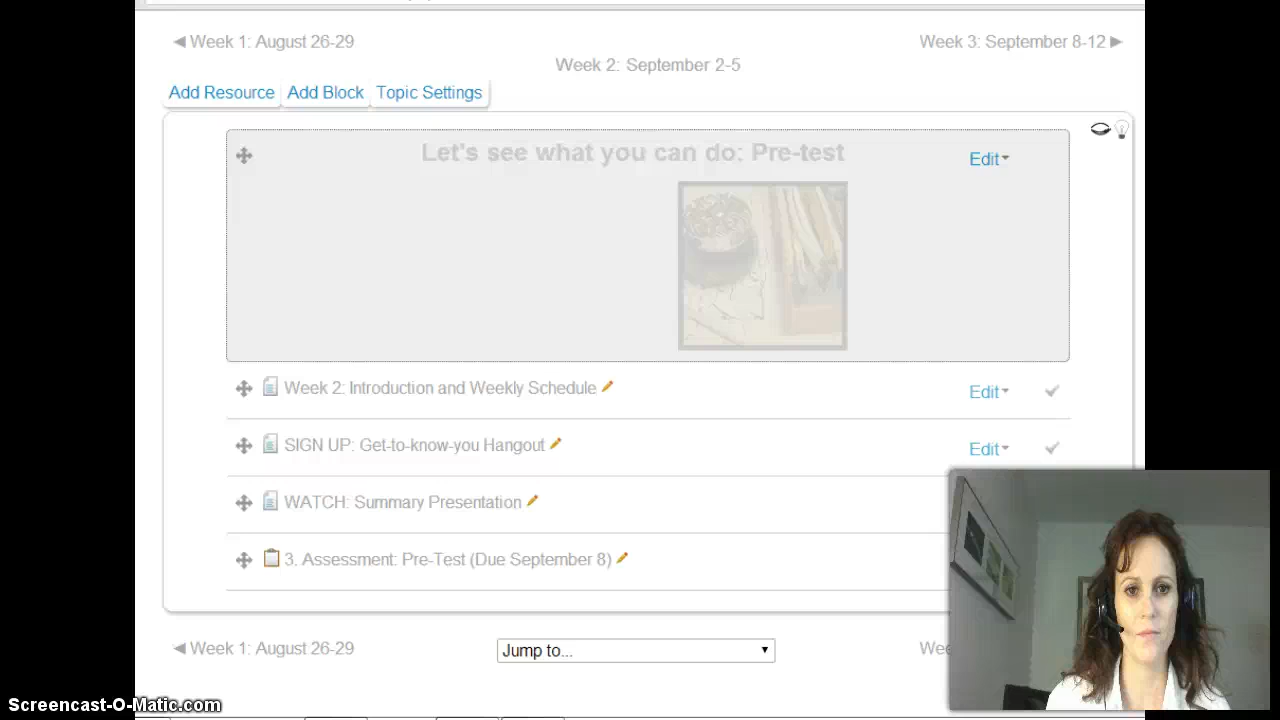 Week 1: August 26-29
Week 3: September 8-12
Week 2: September 2-5
Add Resource
Add Block
Topic Settings
Let's see what you can do: Pre-test
Edit
Week 2: Introduction and Weekly Schedule
Edit
SIGN UP: Get-to-know-you Hangout
Edit
WATCH: Summary Presentation
3. Assessment: Pre-Test (Due September 8)
Week 1: August 26-29
Jump to...
Screencast-O-Matic.com